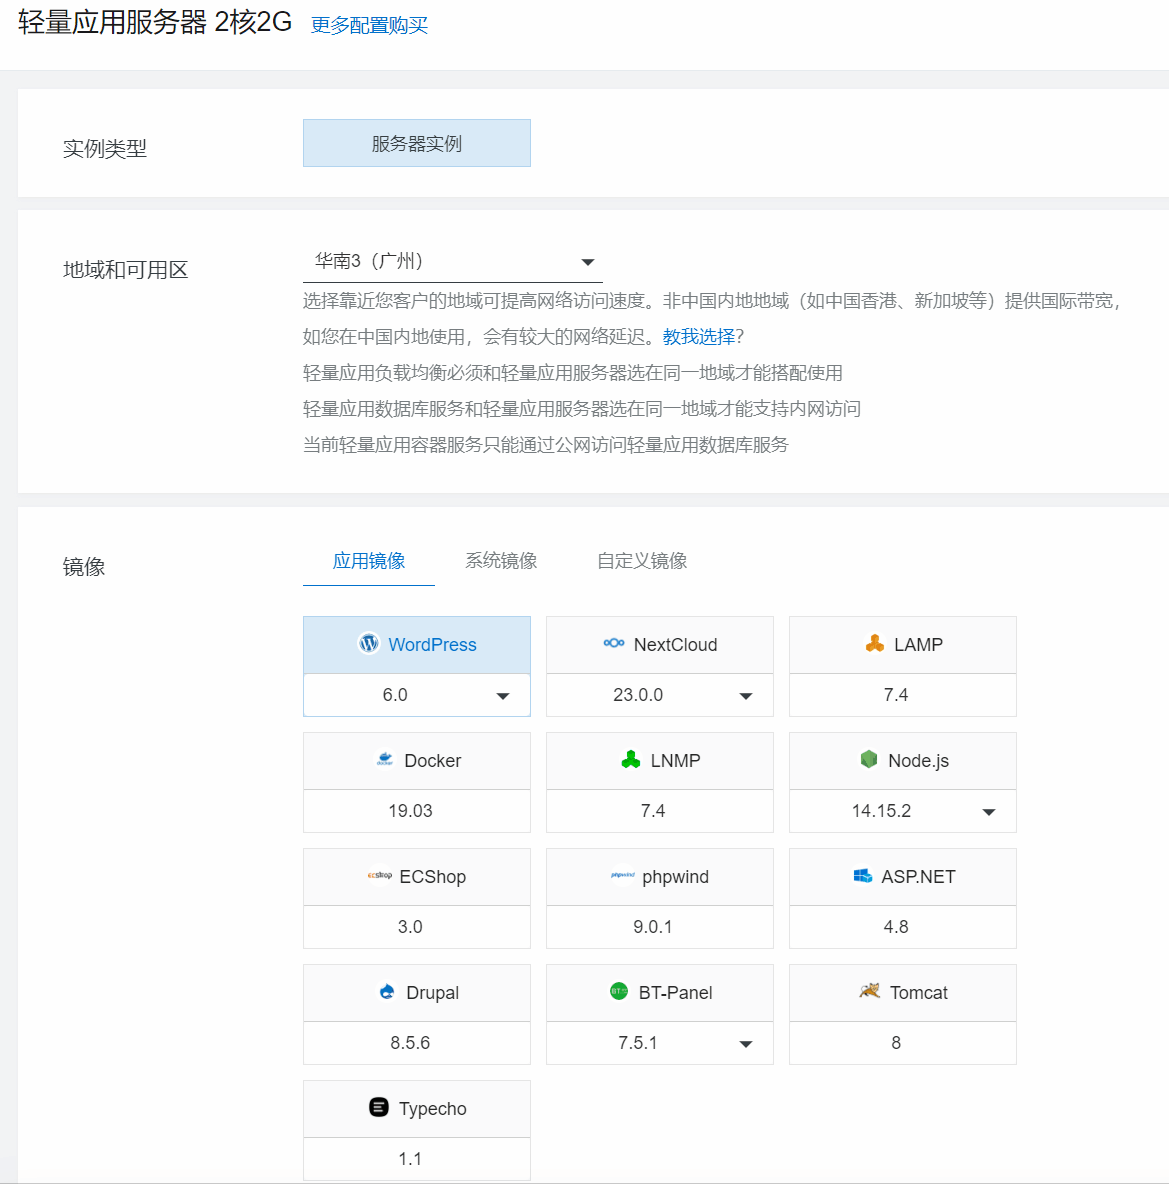 轻量应用服务器 2核2G 更多配置购买
实例类型 服务器实例
地域和可用区 华南3（广州）
选择靠近您客户的地域可提高网络访问速度。非中国内地地域（如中国香港、新加坡等）提供国际带宽，
如您在中国内地使用，会有较大的网络延迟。教我选择?
轻量应用负载均衡必须和轻量应用服务器选在同一地域才能搭配使用
轻量应用数据库服务和轻量应用服务器选在同一地域才能支持内网访问
当前轻量应用容器服务只能通过公网访问轻量应用数据库服务
镜像 应用镜像 系统镜像 自定义镜像
WordPress NextCloud LAMP
6.0 23.0.0 7.4
docker Docker LNMP Node.js
19.03 7.4 14.15.2
ecshop ECShop phpwind phpwind ASP.NET
3.0 9.0.1 4.8
Drupal BT-Panel Tomcat
8.5.6 7.5.1 8
Typecho
1.1